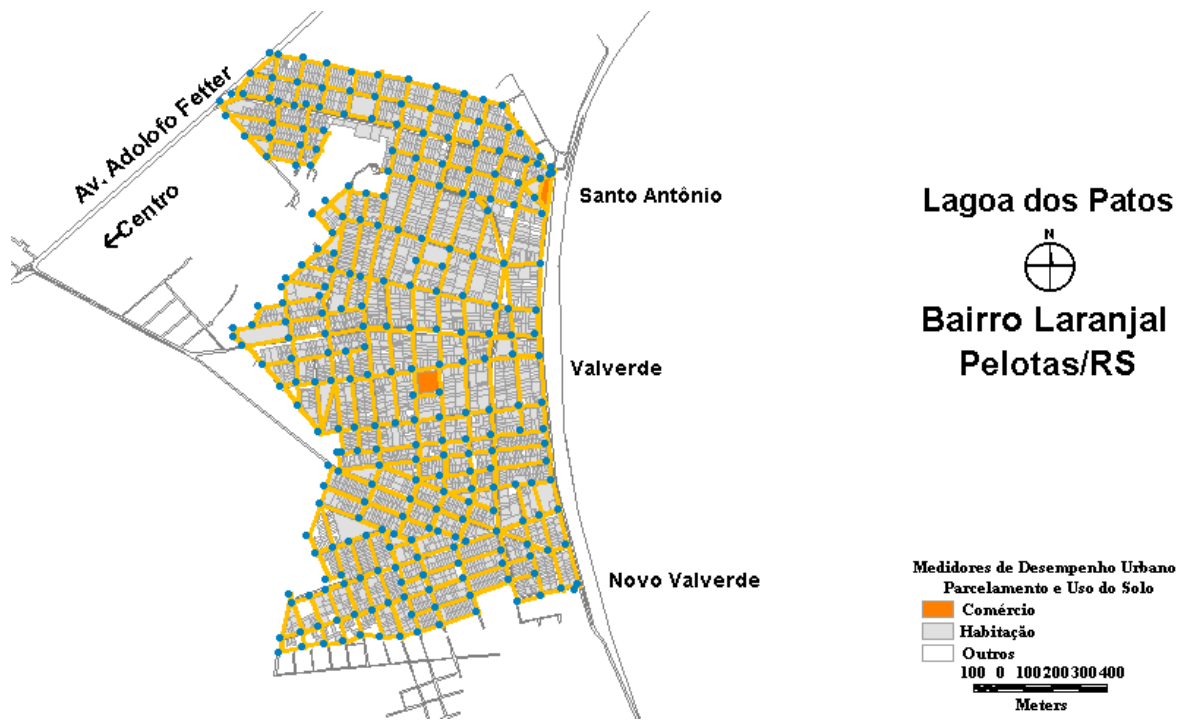 Av. Adolofo Fetter
←Centro
Santo Antônio
Valverde
Novo Valverde
Lagoa dos Patos
N
Bairro Laranjal
Pelotas/RS
Medidores de Desempenho Urbano
Parcelamento e Uso do Solo
Comércio
Habitação
Outros
100 0 100 200 300 400
Meters